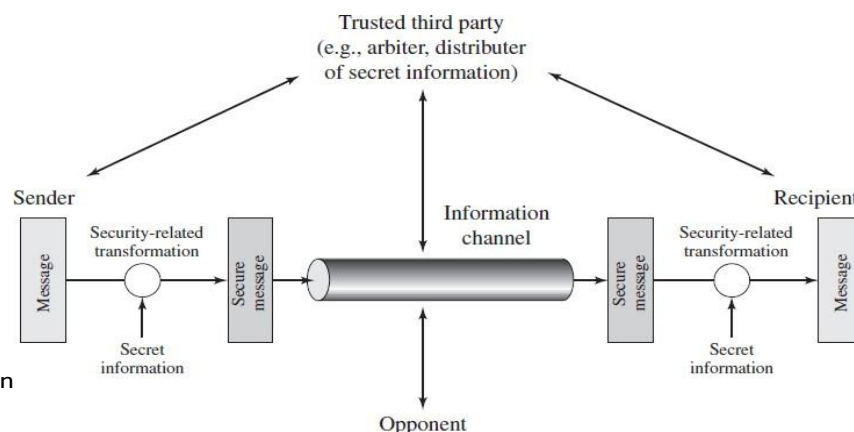 Trusted third party
(e.g., arbiter, distributer
of secret information)
Sender
Recipient
Information
channel
Security-related
transformation
Security-related
transformation
Message
Secure
message
Secure
message
Message
Secret
information
Secret
information
n
Opponent